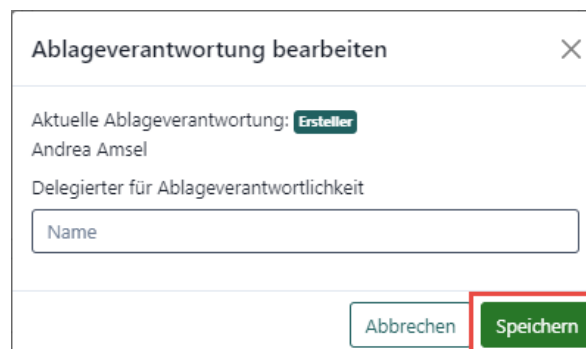 Ablageverantwortung bearbeiten
Aktuelle Ablageverantwortung: Ersteller
Andrea Amsel
Delegierter für Ablageverantwortlichkeit
Name
Abbrechen Speichern